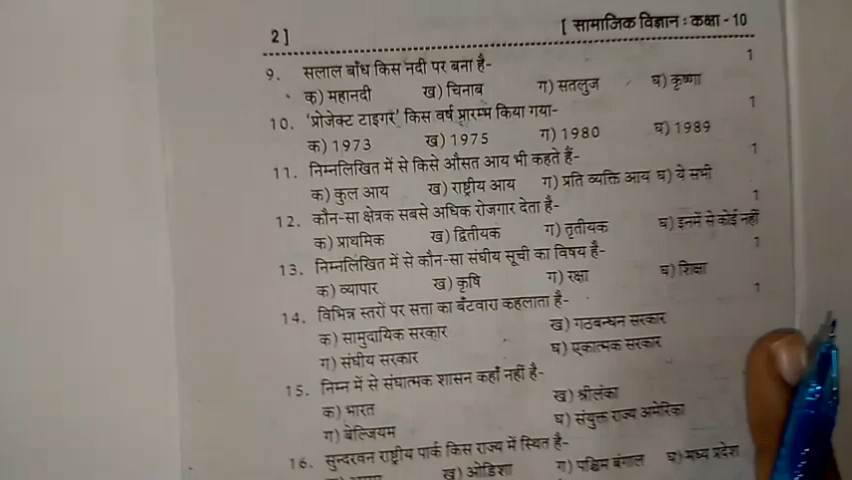 2] [ सामाजिक विज्ञान : कक्षा - 10
9. सलाल बाँध किस नदी पर बना है- 1
क) महानदी ख) चिनाब ग) सतलुज घ) कृष्णा
10. 'प्रोजेक्ट टाइगर' किस वर्ष प्रारम्भ किया गया- 1
क) 1973 ख) 1975 ग) 1980 घ) 1989
11. निम्नलिखित में से किसे औसत आय भी कहते हैं- 1
क) कुल आय ख) राष्ट्रीय आय ग) प्रति व्यक्ति आय घ) ये सभी
12. कौन-सा क्षेत्रक सबसे अधिक रोजगार देता है- 1
क) प्राथमिक ख) द्वितीयक ग) तृतीयक घ) इनमें से कोई नहीं
13. निम्नलिखित में से कौन-सा संघीय सूची का विषय है- 1
क) व्यापार ख) कृषि ग) रक्षा घ) शिक्षा
14. विभिन्न स्तरों पर सत्ता का बँटवारा कहलाता है- 1
क) सामुदायिक सरकार ख) गठबन्धन सरकार
ग) संघीय सरकार घ) एकात्मक सरकार
15. निम्न में से संघात्मक शासन कहाँ नहीं है-
क) भारत ख) श्रीलंका
ग) बेल्जियम घ) संयुक्त राज्य अमेरिका
16. सुन्दरवन राष्ट्रीय पार्क किस राज्य में स्थित है-
ख) ओडिशा ग) पश्चिम बंगाल घ) मध्य प्रदेश